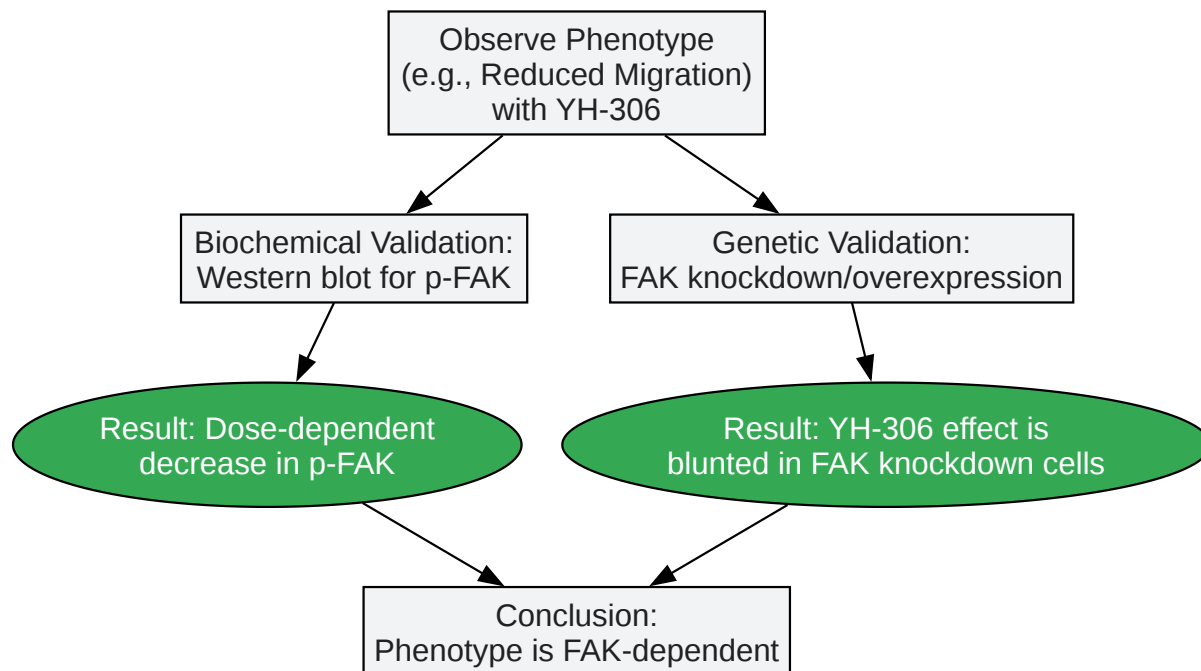 Observe Phenotype
(e.g., Reduced Migration)
with YH-306
Biochemical Validation:
Western blot for p-FAK
Genetic Validation:
FAK knockdown/overexpression
Result: Dose-dependent
decrease in p-FAK
Result: YH-306 effect is
blunted in FAK knockdown cells
Conclusion:
Phenotype is FAK-dependent